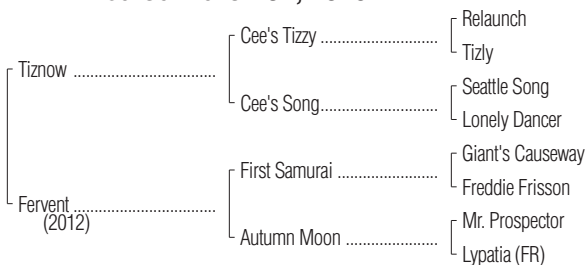 Relaunch
Cee's Tizzy
Tizly
Tiznow
Seattle Song
Cee's Song
Lonely Dancer
Giant's Causeway
First Samurai
Freddie Frisson
Fervent
(2012)
Mr. Prospector
Autumn Moon
Lypatia (FR)